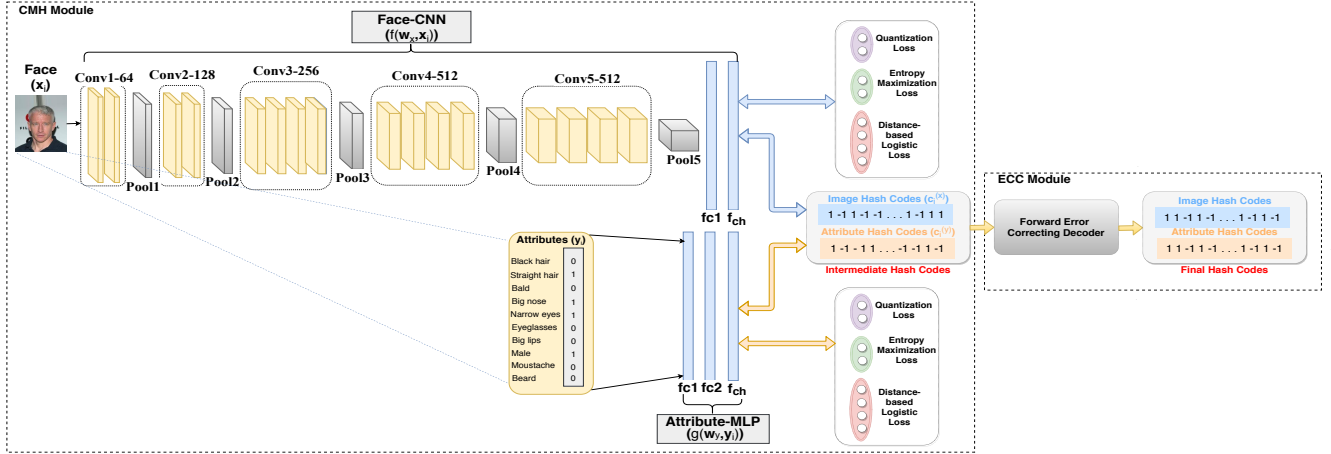 CMH Module
Face-CNN
(f(wx,xi))
Face
(xi)
Conv1-64
Conv2-128
Conv3-256
Conv4-512
Conv5-512
Pool1
Pool2
Pool3
Pool4
Pool5
fc1 fch
Quantization
Loss
Entropy
Maximization
Loss
Distance-
based
Logistic
Loss
Image Hash Codes (ci(x))
1 -1 1 -1 -1 . . . 1 -1 1 1
Attribute Hash Codes (ci(y))
1 -1 -1 1 1 . . . -1 -1 1 -1
Intermediate Hash Codes
ECC Module
Forward Error
Correcting Decoder
Image Hash Codes
1 1 -1 1 -1 . . . 1 -1 1 -1
Attribute Hash Codes
1 1 -1 1 -1 . . . 1 -1 1 -1
Final Hash Codes
Attributes (yi)
Black hair 0
Straight hair 1
Bald 0
Big nose 1
Narrow eyes 1
Eyeglasses 0
Big lips 0
Male 1
Moustache 0
Beard 0
fc1 fc2 fch
Attribute-MLP
(g(wy,yi))
Quantization
Loss
Entropy
Maximization
Loss
Distance-
based
Logistic
Loss